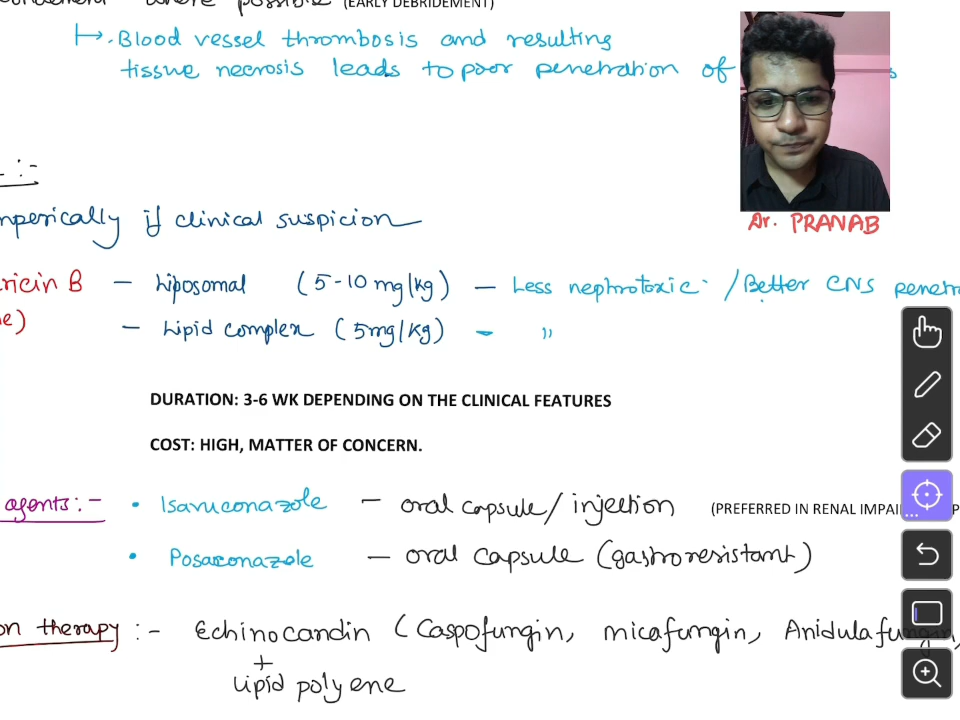 where possible (EARLY DEBRIDEMENT)
↳ · Blood vessel thrombosis and resulting
tissue necrosis leads to poor penetration of
:-
Dr. PRANAB
if clinical suspicion
B – Liposomal (5-10 mg/kg) – Less nephrotoxic / Better CNS
– Lipid complex (5mg/kg) - "
DURATION: 3-6 WK DEPENDING ON THE CLINICAL FEATURES
COST: HIGH, MATTER OF CONCERN.
agents:- • Isavuconazole – oral capsule/injection (PREFERRED IN RENAL
• Posaconazole – oral capsule (gastroresistant)
therapy :- Echinocandin (Caspofungin, micafungin, Anidulafungin,
+
lipid polyene